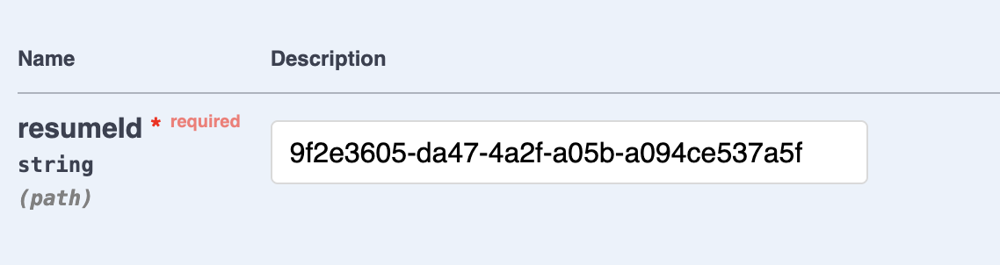 Name Description
resumeId * required
9f2e3605-da47-4a2f-a05b-a094ce537a5f
string
(path)